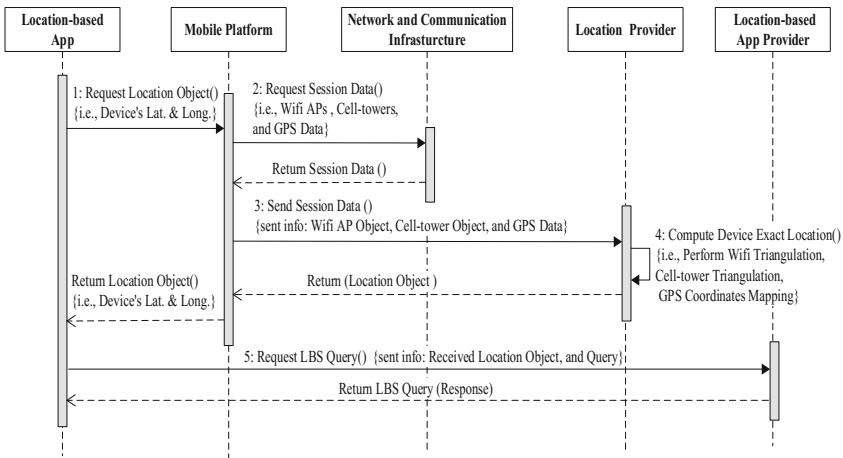 Location-based
App
Mobile Platform
Network and Communication
Infrasturcture
Location Provider
Location-based
App Provider
1: Request Location Object()
{i.e., Device's Lat. & Long.}
2: Request Session Data()
{i.e., Wifi APs , Cell-towers,
and GPS Data}
Return Session Data ()
3: Send Session Data ()
{sent info: Wifi AP Object, Cell-tower Object, and GPS Data}
4: Compute Device Exact Location()
{i.e., Perform Wifi Triangulation,
Cell-tower Triangulation,
GPS Coordinates Mapping}
Return (Location Object )
Return Location Object()
{i.e., Device's Lat. & Long.}
5: Request LBS Query() {sent info: Received Location Object, and Query}
Return LBS Query (Response)